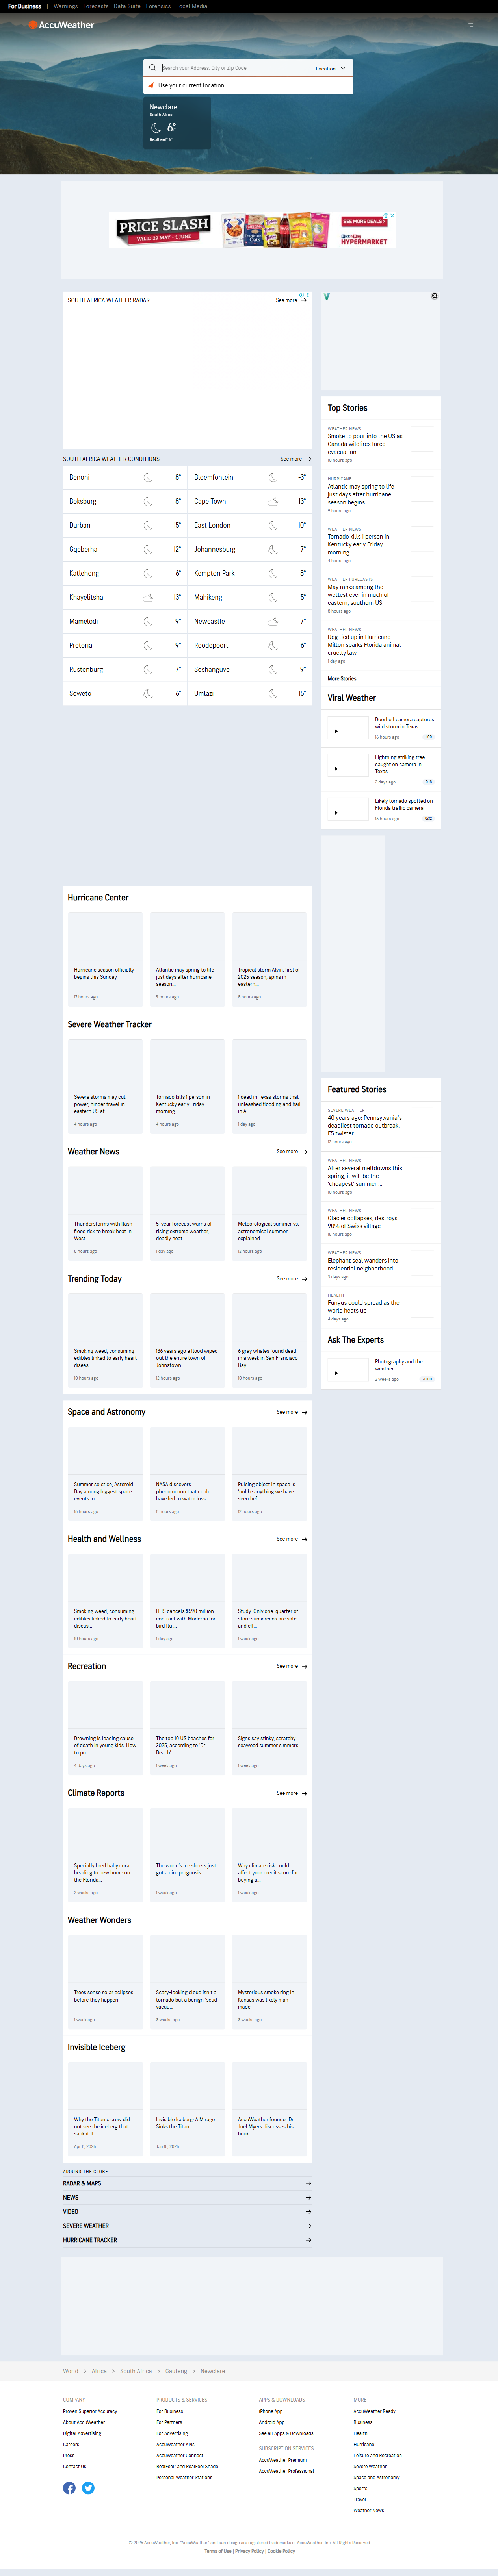 For Business | Warnings Forecasts Data Suite Forensics Local Media
AccuWeather
Search your Address, City or Zip Code
Location
Use your current location
Newclare
South Africa
6°
RealFeel® 6°
PRICE SLASH
VALID 29 MAY - 1 JUNE
SEE MORE DEALS >
Pick n Pay
HYPERMARKET
SOUTH AFRICA WEATHER RADAR
See more
SOUTH AFRICA WEATHER CONDITIONS
See more
Benoni 8°
Bloemfontein -3°
Boksburg 8°
Cape Town 13°
Durban 15°
East London 10°
Gqeberha 12°
Johannesburg 7°
Katlehong 6°
Kempton Park 8°
Khayelitsha 13°
Mahikeng 5°
Mamelodi 9°
Newcastle 7°
Pretoria 9°
Roodepoort 6°
Rustenburg 7°
Soshanguve 9°
Soweto 6°
Umlazi 15°
Top Stories
WEATHER NEWS
Smoke to pour into the US as
Canada wildfires force
evacuation
10 hours ago
HURRICANE
Atlantic may spring to life
just days after hurricane
season begins
9 hours ago
WEATHER NEWS
Tornado kills 1 person in
Kentucky early Friday
morning
4 hours ago
WEATHER FORECASTS
May ranks among the
wettest ever in much of
eastern, southern US
8 hours ago
WEATHER NEWS
Dog tied up in Hurricane
Milton sparks Florida animal
cruelty law
1 day ago
More Stories
Viral Weather
Doorbell camera captures
wild storm in Texas
16 hours ago
1:00
Lightning striking tree
caught on camera in
Texas
2 days ago
0:18
Likely tornado spotted on
Florida traffic camera
16 hours ago
0:32
Hurricane Center
Hurricane season officially
begins this Sunday
17 hours ago
Atlantic may spring to life
just days after hurricane
season...
9 hours ago
Tropical storm Alvin, first of
2025 season, spins in
eastern...
8 hours ago
Severe Weather Tracker
Severe storms may cut
power, hinder travel in
eastern US at ...
4 hours ago
Tornado kills 1 person in
Kentucky early Friday
morning
4 hours ago
1 dead in Texas storms that
unleashed flooding and hail
in A...
1 day ago
Weather News
See more
Thunderstorms with flash
flood risk to break heat in
West
8 hours ago
5-year forecast warns of
rising extreme weather,
deadly heat
1 day ago
Meteorological summer vs.
astronomical summer
explained
12 hours ago
Trending Today
See more
Smoking weed, consuming
edibles linked to early heart
diseas...
10 hours ago
136 years ago a flood wiped
out the entire town of
Johnstown...
12 hours ago
6 gray whales found dead
in a week in San Francisco
Bay
10 hours ago
Featured Stories
SEVERE WEATHER
40 years ago: Pennsylvania's
deadliest tornado outbreak,
F5 twister
12 hours ago
WEATHER NEWS
After several meltdowns this
spring, it will be the
'cheapest' summer ...
10 hours ago
WEATHER NEWS
Glacier collapses, destroys
90% of Swiss village
15 hours ago
WEATHER NEWS
Elephant seal wanders into
residential neighborhood
3 days ago
HEALTH
Fungus could spread as the
world heats up
4 days ago
Ask The Experts
Photography and the
weather
2 weeks ago
20:00
Space and Astronomy
See more
Summer solstice, Asteroid
Day among biggest space
events in ...
16 hours ago
NASA discovers
phenomenon that could
have led to water loss ...
11 hours ago
Pulsing object in space is
'unlike anything we have
seen bef...
12 hours ago
Health and Wellness
See more
Smoking weed, consuming
edibles linked to early heart
diseas...
10 hours ago
HHS cancels $590 million
contract with Moderna for
bird flu ...
1 day ago
Study: Only one-quarter of
store sunscreens are safe
and eff...
1 week ago
Recreation
See more
Drowning is leading cause
of death in young kids. How
to pre...
4 days ago
The top 10 US beaches for
2025, according to 'Dr.
Beach'
1 week ago
Signs say stinky, scratchy
seaweed summer simmers
1 week ago
Climate Reports
See more
Specially bred baby coral
heading to new home on
the Florida...
2 weeks ago
The world's ice sheets just
got a dire prognosis
1 week ago
Why climate risk could
affect your credit score for
buying a...
1 week ago
Weather Wonders
Trees sense solar eclipses
before they happen
1 week ago
Scary-looking cloud isn't a
tornado but a benign 'scud
vacuu...
3 weeks ago
Mysterious smoke ring in
Kansas was likely man-
made
3 weeks ago
Invisible Iceberg
Why the Titanic crew did
not see the iceberg that
sank it 11...
Apr 11, 2025
Invisible Iceberg: A Mirage
Sinks the Titanic
Jan 15, 2025
AccuWeather founder Dr.
Joel Myers discusses his
book
AROUND THE GLOBE
RADAR & MAPS
NEWS
VIDEO
SEVERE WEATHER
HURRICANE TRACKER
World > Africa > South Africa > Gauteng > Newclare
COMPANY
Proven Superior Accuracy
About AccuWeather
Digital Advertising
Careers
Press
Contact Us
PRODUCTS & SERVICES
For Business
For Partners
For Advertising
AccuWeather APIs
AccuWeather Connect
RealFeel® and RealFeel Shade™
Personal Weather Stations
APPS & DOWNLOADS
iPhone App
Android App
See all Apps & Downloads
SUBSCRIPTION SERVICES
AccuWeather Premium
AccuWeather Professional
MORE
AccuWeather Ready
Business
Health
Hurricane
Leisure and Recreation
Severe Weather
Space and Astronomy
Sports
Travel
Weather News
© 2025 AccuWeather, Inc. "AccuWeather" and sun design are registered trademarks of AccuWeather, Inc. All Rights Reserved.
Terms of Use | Privacy Policy | Cookie Policy